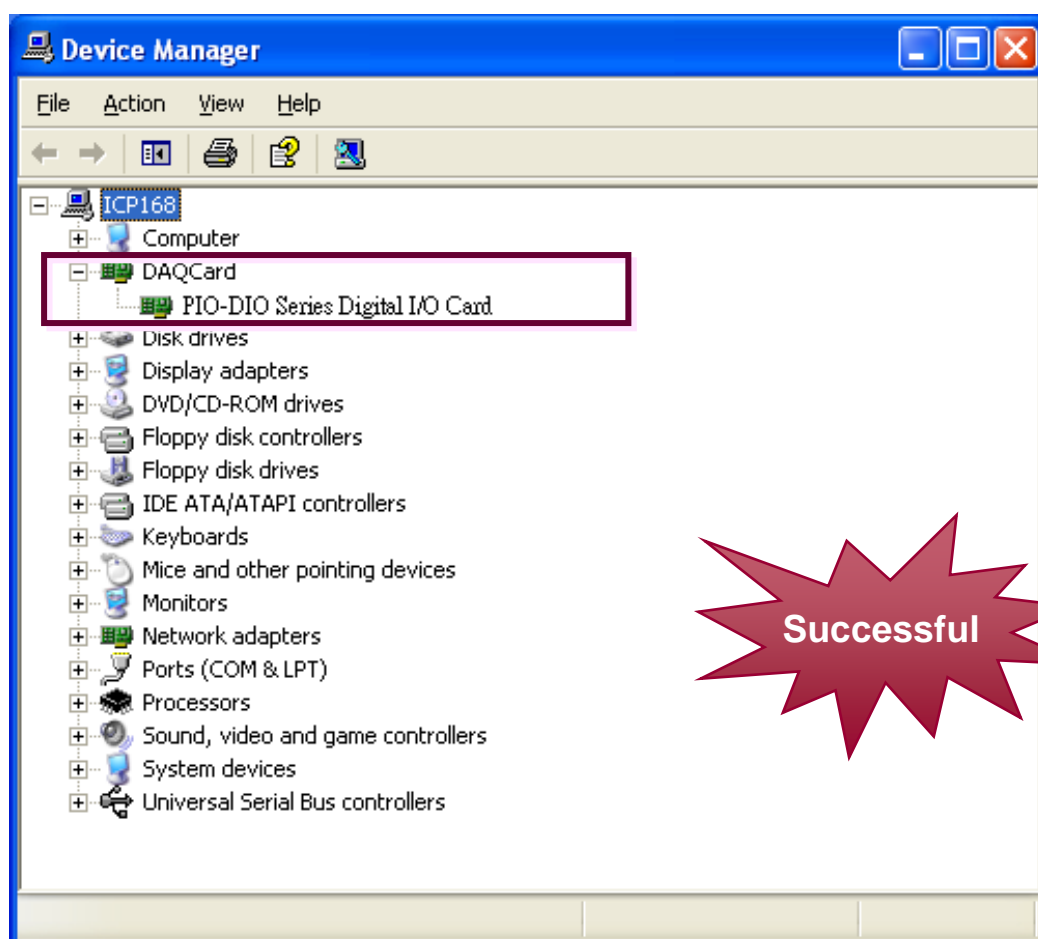 Device Manager
File Action View Help
ICP168
Computer
DAQCard
PIO-DIO Series Digital I/O Card
Disk drives
Display adapters
DVD/CD-ROM drives
Floppy disk controllers
Floppy disk drives
IDE ATA/ATAPI controllers
Keyboards
Mice and other pointing devices
Monitors
Successful
Network adapters
Ports (COM & LPT)
Processors
Sound, video and game controllers
System devices
Universal Serial Bus controllers